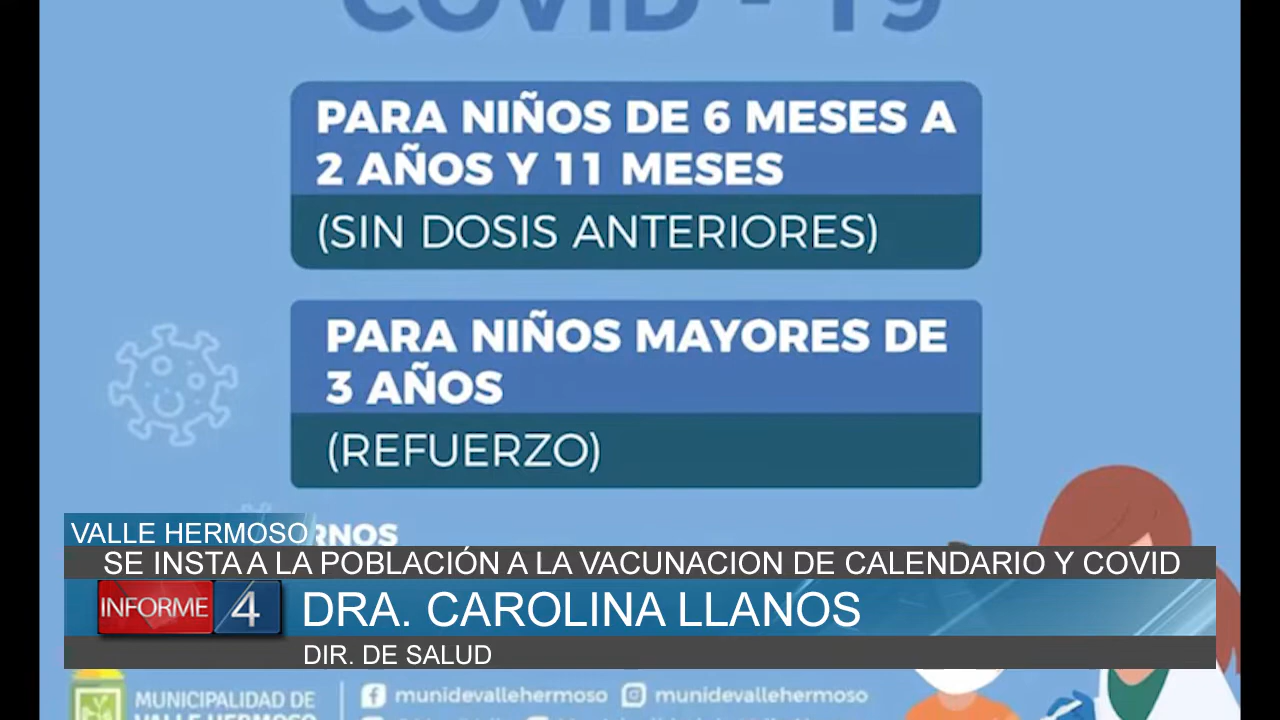 COVID - 19
PARA NIÑOS DE 6 MESES A
2 AÑOS Y 11 MESES
(SIN DOSIS ANTERIORES)
PARA NIÑOS MAYORES DE
3 AÑOS
(REFUERZO)
VALLE HERMOSO
SE INSTA A LA POBLACIÓN A LA VACUNACION DE CALENDARIO Y COVID
INFORME 4
DRA. CAROLINA LLANOS
DIR. DE SALUD
MUNICIPALIDAD DE
VALLE HERMOSO
munidevallehermoso
munidevallehermoso